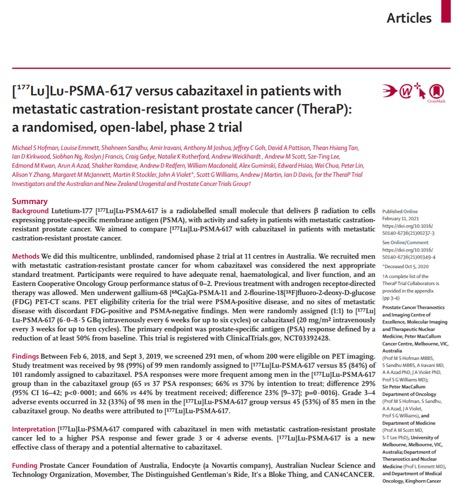 Articles
[¹⁷⁷Lu]Lu-PSMA-617 versus cabazitaxel in patients with
metastatic castration-resistant prostate cancer (TheraP):
a randomised, open-label, phase 2 trial
CrossMark
Michael S Hofman, Louise Emmett, Shahneen Sandhu, Amir Iravani, Anthony M Joshua, Jeffrey C Goh, David A Pattison, Thean Hsiang Tan,
Ian D Kirkwood, Siobhan Ng, Roslyn J Francis, Craig Gedye, Natalie K Rutherford, Andrew Weickhardt, Andrew M Scott, Sze-Ting Lee,
Edmond M Kwan, Arun A Azad, Shakher Ramdave, Andrew D Redfern, William Macdonald, Alex Guminski, Edward Hsiao, Wei Chua, Peter Lin,
Alison Y Zhang, Margaret M McJannett, Martin R Stockler, John A Violet*, Scott G Williams, Andrew J Martin, Ian D Davis, for the TheraP Trial
Investigators and the Australian and New Zealand Urogenital and Prostate Cancer Trials Group†
Summary
Background Lutetium-177 [¹⁷⁷Lu]Lu-PSMA-617 is a radiolabelled small molecule that delivers β radiation to cells
expressing prostate-specific membrane antigen (PSMA), with activity and safety in patients with metastatic castration-
resistant prostate cancer. We aimed to compare [¹⁷⁷Lu]Lu-PSMA-617 with cabazitaxel in patients with metastatic
castration-resistant prostate cancer.
Methods We did this multicentre, unblinded, randomised phase 2 trial at 11 centres in Australia. We recruited men
with metastatic castration-resistant prostate cancer for whom cabazitaxel was considered the next appropriate
standard treatment. Participants were required to have adequate renal, haematological, and liver function, and an
Eastern Cooperative Oncology Group performance status of 0–2. Previous treatment with androgen receptor-directed
therapy was allowed. Men underwent gallium-68 [⁶⁸Ga]Ga-PSMA-11 and 2-flourine-18[¹⁸F]fluoro-2-deoxy-D-glucose
(FDG) PET-CT scans. PET eligibility criteria for the trial were PSMA-positive disease, and no sites of metastatic
disease with discordant FDG-positive and PSMA-negative findings. Men were randomly assigned (1:1) to [¹⁷⁷Lu]
Lu-PSMA-617 (6·0–8·5 GBq intravenously every 6 weeks for up to six cycles) or cabazitaxel (20 mg/m² intravenously
every 3 weeks for up to ten cycles). The primary endpoint was prostate-specific antigen (PSA) response defined by a
reduction of at least 50% from baseline. This trial is registered with ClinicalTrials.gov, NCT03392428.
Findings Between Feb 6, 2018, and Sept 3, 2019, we screened 291 men, of whom 200 were eligible on PET imaging.
Study treatment was received by 98 (99%) of 99 men randomly assigned to [¹⁷⁷Lu]Lu-PSMA-617 versus 85 (84%) of
101 randomly assigned to cabazitaxel. PSA responses were more frequent among men in the [¹⁷⁷Lu]Lu-PSMA-617
group than in the cabazitaxel group (65 vs 37 PSA responses; 66% vs 37% by intention to treat; difference 29%
(95% CI 16–42; p<0·0001; and 66% vs 44% by treatment received; difference 23% [9–37]; p=0·0016). Grade 3–4
adverse events occurred in 32 (33%) of 98 men in the [¹⁷⁷Lu]Lu-PSMA-617 group versus 45 (53%) of 85 men in the
cabazitaxel group. No deaths were attributed to [¹⁷⁷Lu]Lu-PSMA-617.
Interpretation [¹⁷⁷Lu]Lu-PSMA-617 compared with cabazitaxel in men with metastatic castration-resistant prostate
cancer led to a higher PSA response and fewer grade 3 or 4 adverse events. [¹⁷⁷Lu]Lu-PSMA-617 is a new
effective class of therapy and a potential alternative to cabazitaxel.
Funding Prostate Cancer Foundation of Australia, Endocyte (a Novartis company), Australian Nuclear Science and
Technology Organization, Movember, The Distinguished Gentleman's Ride, It's a Bloke Thing, and CAN4CANCER.
Published Online
February 11, 2021
https://doi.org/10.1016/
S0140-6736(21)00237-3
See Online/Comment
https://doi.org/10.1016/
S0140-6736(21)00349-4
*Deceased Oct 5, 2020
†A complete list of the
TheraP Trial Collaborators is
provided in the appendix
(pp 3–4)
Prostate Cancer Theranostics
and Imaging Centre of
Excellence, Molecular Imaging
and Therapeutic Nuclear
Medicine, Peter MacCallum
Cancer Centre, Melbourne, VIC,
Australia
(Prof M S Hofman MBBS,
S Sandhu MBBS, A Iravani MD,
A A Azad PhD, J A Violet PhD,
Prof S G Williams MD);
Sir Peter MacCallum
Department of Oncology
(Prof M S Hofman, S Sandhu,
A A Azad, J A Violet,
Prof S G Williams), and
Department of Medicine
(Prof A M Scott MD,
S-T Lee PhD), University of
Melbourne, Melbourne, VIC,
Australia; Department of
Theranostics and Nuclear
Medicine (Prof L Emmett MD),
and Department of Medical
Oncology, Kinghorn Cancer